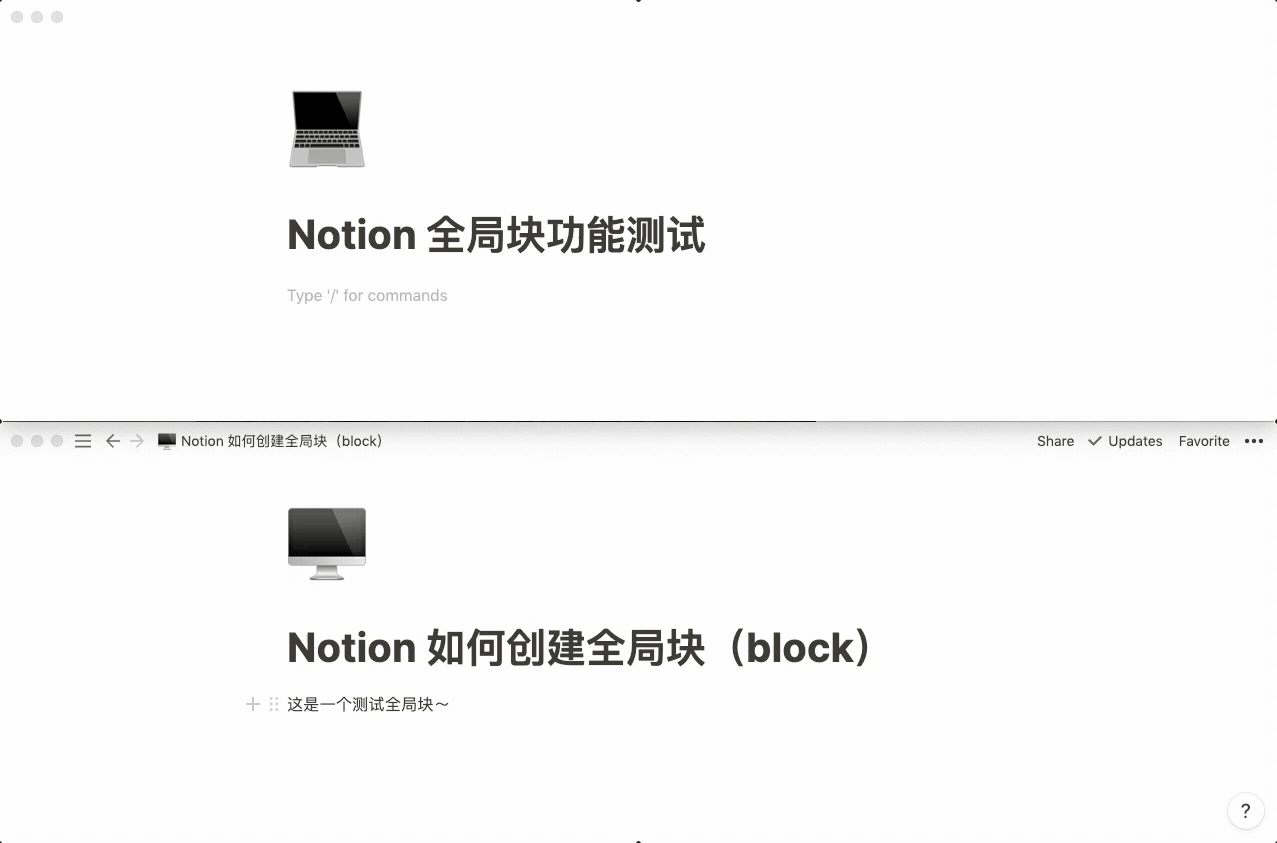 Notion 全局块功能测试
Type '/' for commands
Notion 如何创建全局块（block） Share Updates Favorite
Notion 如何创建全局块（block）
这是一个测试全局块～
?